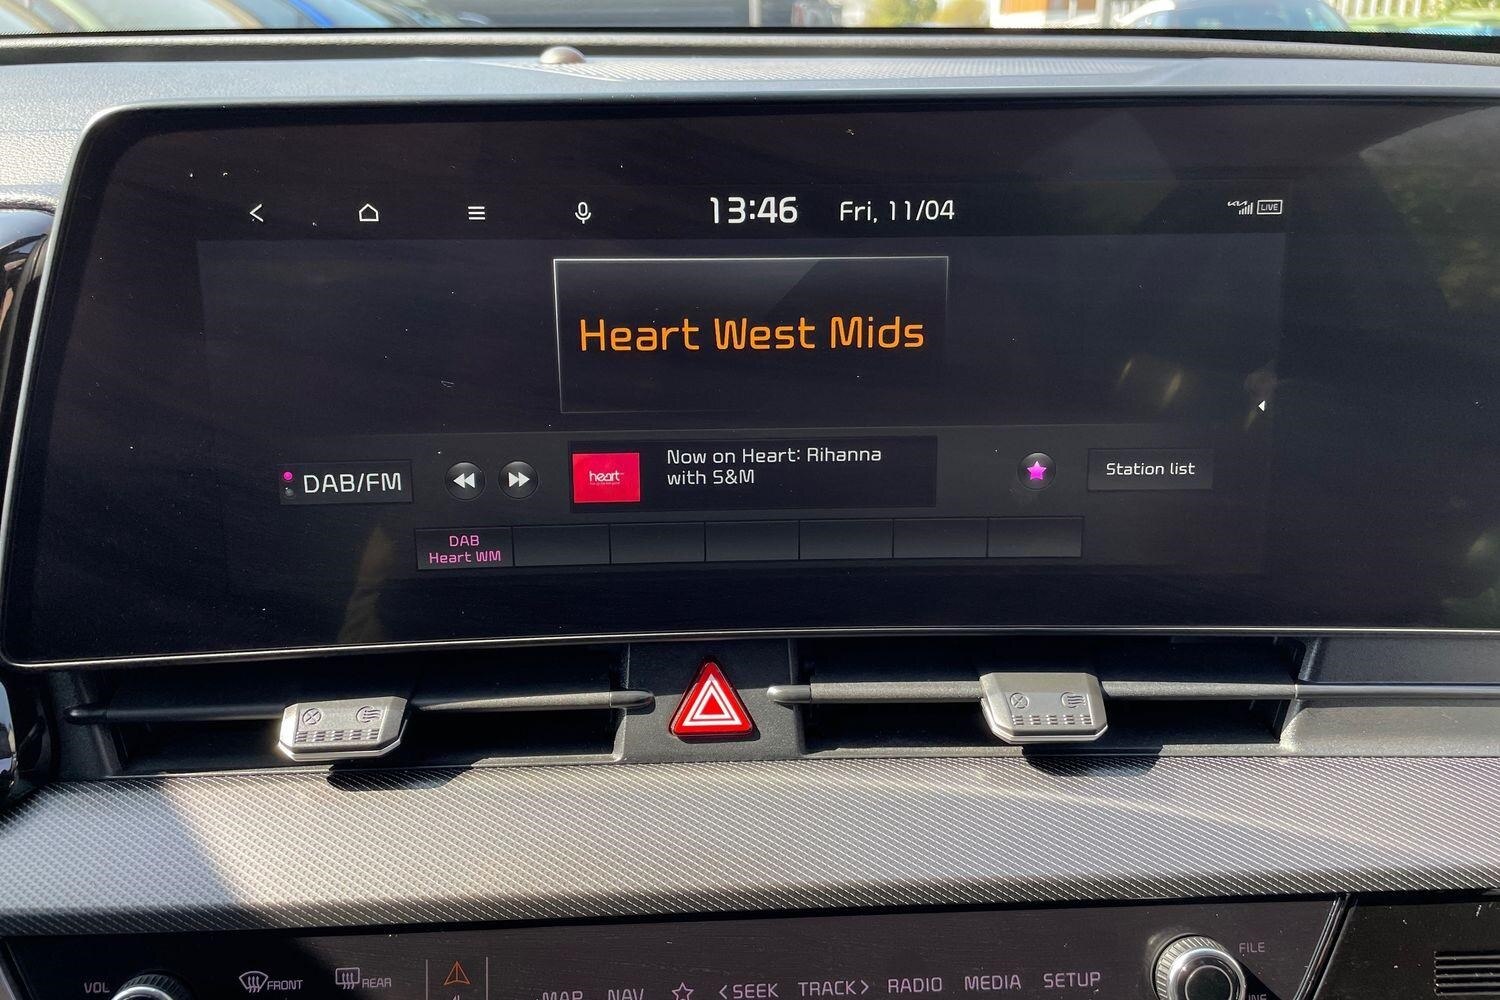 13:46
Fri, 11/04
LIVE
Heart West Mids
DAB/FM
heart
Now on Heart: Rihanna
with S&M
Station list
DAB
Heart WM
VOL
FRONT
REAR
MAP
NAV
< SEEK
TRACK >
RADIO
MEDIA
SETUP
FILE